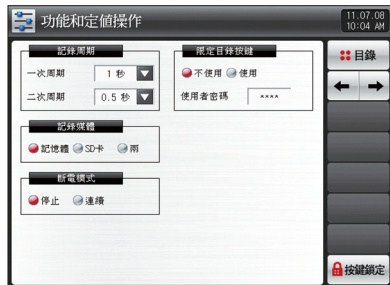 功能和定値操作
11.07.08
10:04 AM
記錄周期
一次周期 1 秒
二次周期 0.5 秒
限定目錄按鍵
不使用 使用
使用者密碼 ****
記錄媒體
記憶體 SD卡 兩
斷電模式
停止 連續
目錄
按鍵鎖定